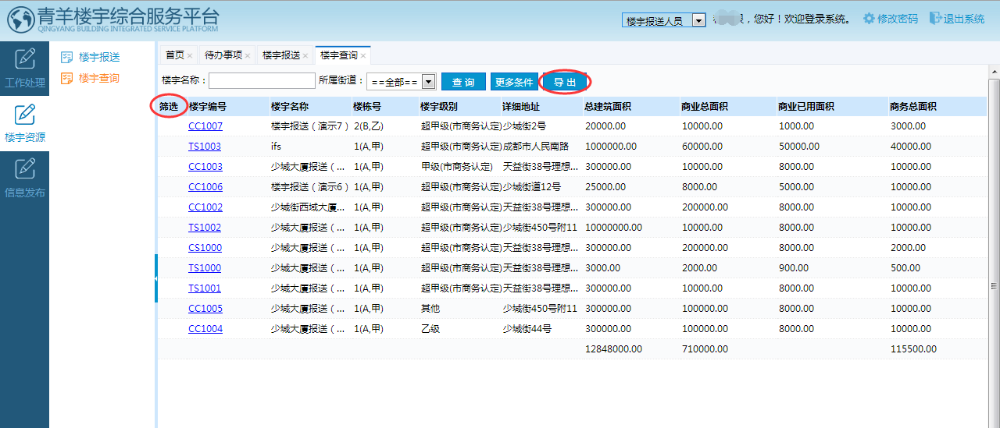 青羊楼宇综合服务平台
QINGYANG BUILDING INTEGRATED SERVICE PLATFORM
楼宇报送人员 ，您好！欢迎登录系统。 修改密码 退出系统
工作处理
楼宇资源
信息发布
楼宇报送
楼宇查询
首页 × 待办事项 × 楼宇报送 × 楼宇查询 ×
楼宇名称： 所属街道： ==全部== 查 询 更多条件 导 出
筛选 楼宇编号 楼宇名称 楼栋号 楼宇级别 详细地址 总建筑面积 商业总面积 商业已用面积 商务总面积
CC1007 楼宇报送（演示7） 2(B,乙) 超甲级(市商务认定) 少城街2号 20000.00 10000.00 1000.00 3000.00
TS1003 ifs 1(A,甲) 超甲级(市商务认定) 成都市人民南路 1000000.00 60000.00 50000.00 40000.00
CC1003 少城大厦报送（... 1(A,甲) 甲级(市商务认定) 天益街38号理想... 300000.00 10000.00 8000.00 10000.00
CC1006 楼宇报送（演示6） 1(A,甲) 超甲级(市商务认定) 少城街道12号 25000.00 8000.00 5000.00 10000.00
CC1002 少城街西域大厦... 1(A,甲) 超甲级(市商务认定) 天益街38号理想... 300000.00 200000.00 8000.00 10000.00
TS1002 少城大厦报送（... 1(A,甲) 超甲级(市商务认定) 少城街450号附11 10000000.00 10000.00 8000.00 10000.00
CS1000 少城大厦报送（... 1(A,甲) 超甲级(市商务认定) 天益街38号理想... 300000.00 200000.00 8000.00 2000.00
TS1000 少城大厦报送（... 1(A,甲) 超甲级(市商务认定) 天益街38号理想... 3000.00 2000.00 900.00 500.00
TS1001 少城大厦报送（... 1(A,甲) 超甲级(市商务认定) 天益街38号理想... 300000.00 10000.00 8000.00 10000.00
CC1005 少城大厦报送（... 1(A,甲) 其他 少城街450号附11 300000.00 100000.00 8000.00 10000.00
CC1004 少城大厦报送（... 1(A,甲) 乙级 少城街44号 300000.00 100000.00 8000.00 10000.00
12848000.00 710000.00 115500.00